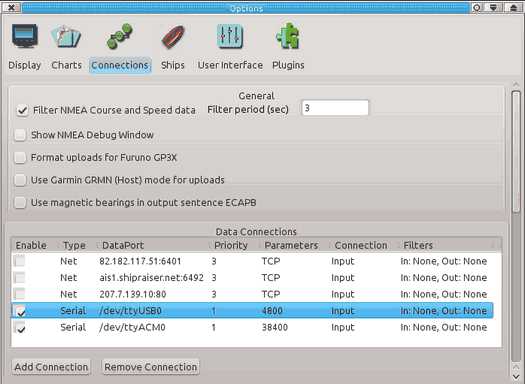 Options
Display Charts Connections Ships User Interface Plugins
General
Filter NMEA Course and Speed data Filter period (sec) 3
Show NMEA Debug Window
Format uploads for Furuno GP3X
Use Garmin GRMN (Host) mode for uploads
Use magnetic bearings in output sentence ECAPB
Data Connections
Enable Type DataPort Priority Parameters Connection Filters
Net 82.182.117.51:6401 3 TCP Input In: None, Out: None
Net ais1.shipraiser.net:6492 3 TCP Input In: None, Out: None
Net 207.7.139.10:80 3 TCP Input In: None, Out: None
Serial /dev/ttyUSB0 1 4800 Input In: None, Out: None
Serial /dev/ttyACM0 1 38400 Input In: None, Out: None
Add Connection Remove Connection